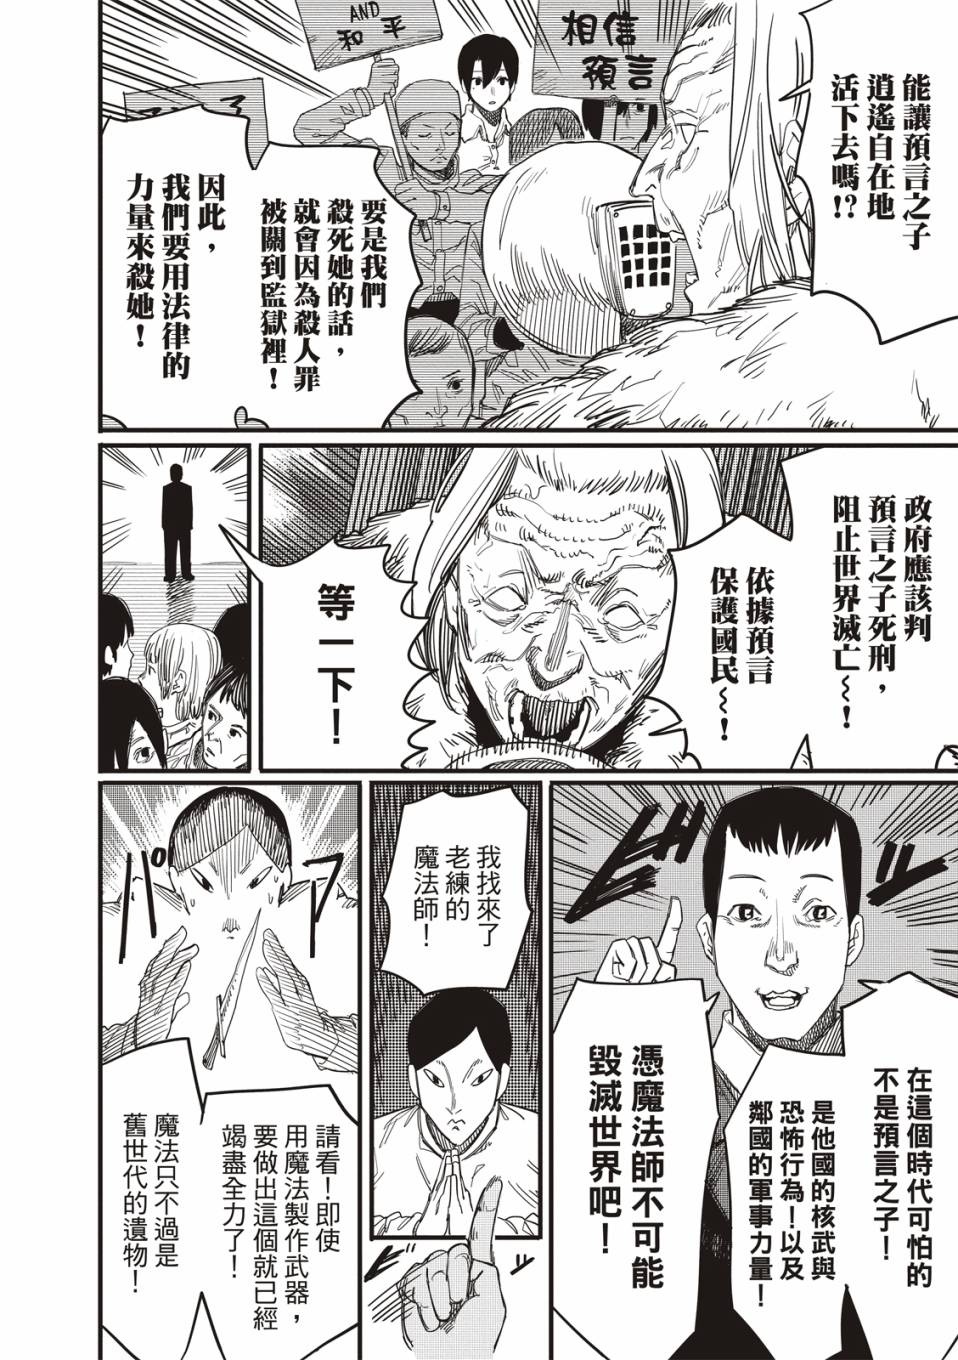 能讓預言之子
逍遙自在地
活下去嗎!?
AND
和平
相信
預言
要是我們
殺死她的話，
就會因為殺人罪
被關到監獄裡！
因此，
我們要用法律的
力量來殺她！
政府應該判
預言之子死刑，
阻止世界滅亡～！
依據預言
保護國民～！
等一下！
在這個時代可怕的
不是預言之子！
是他國的核武與
恐怖行為！以及
鄰國的軍事力量！
憑魔法師不可能
毀滅世界吧！
我找來了
老練的
魔法師！
パァ
請看！即使
用魔法製作武器，
要做出這個就已經
竭盡全力了！
魔法只不過是
舊世代的遺物！